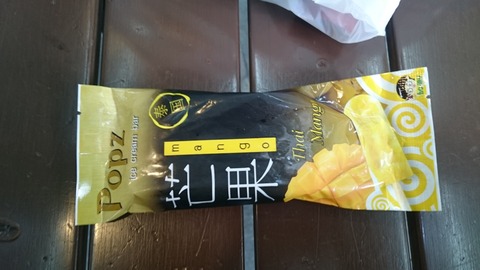 Popz
ice cream bar
泰國
mango
芒果
Thai
Mango